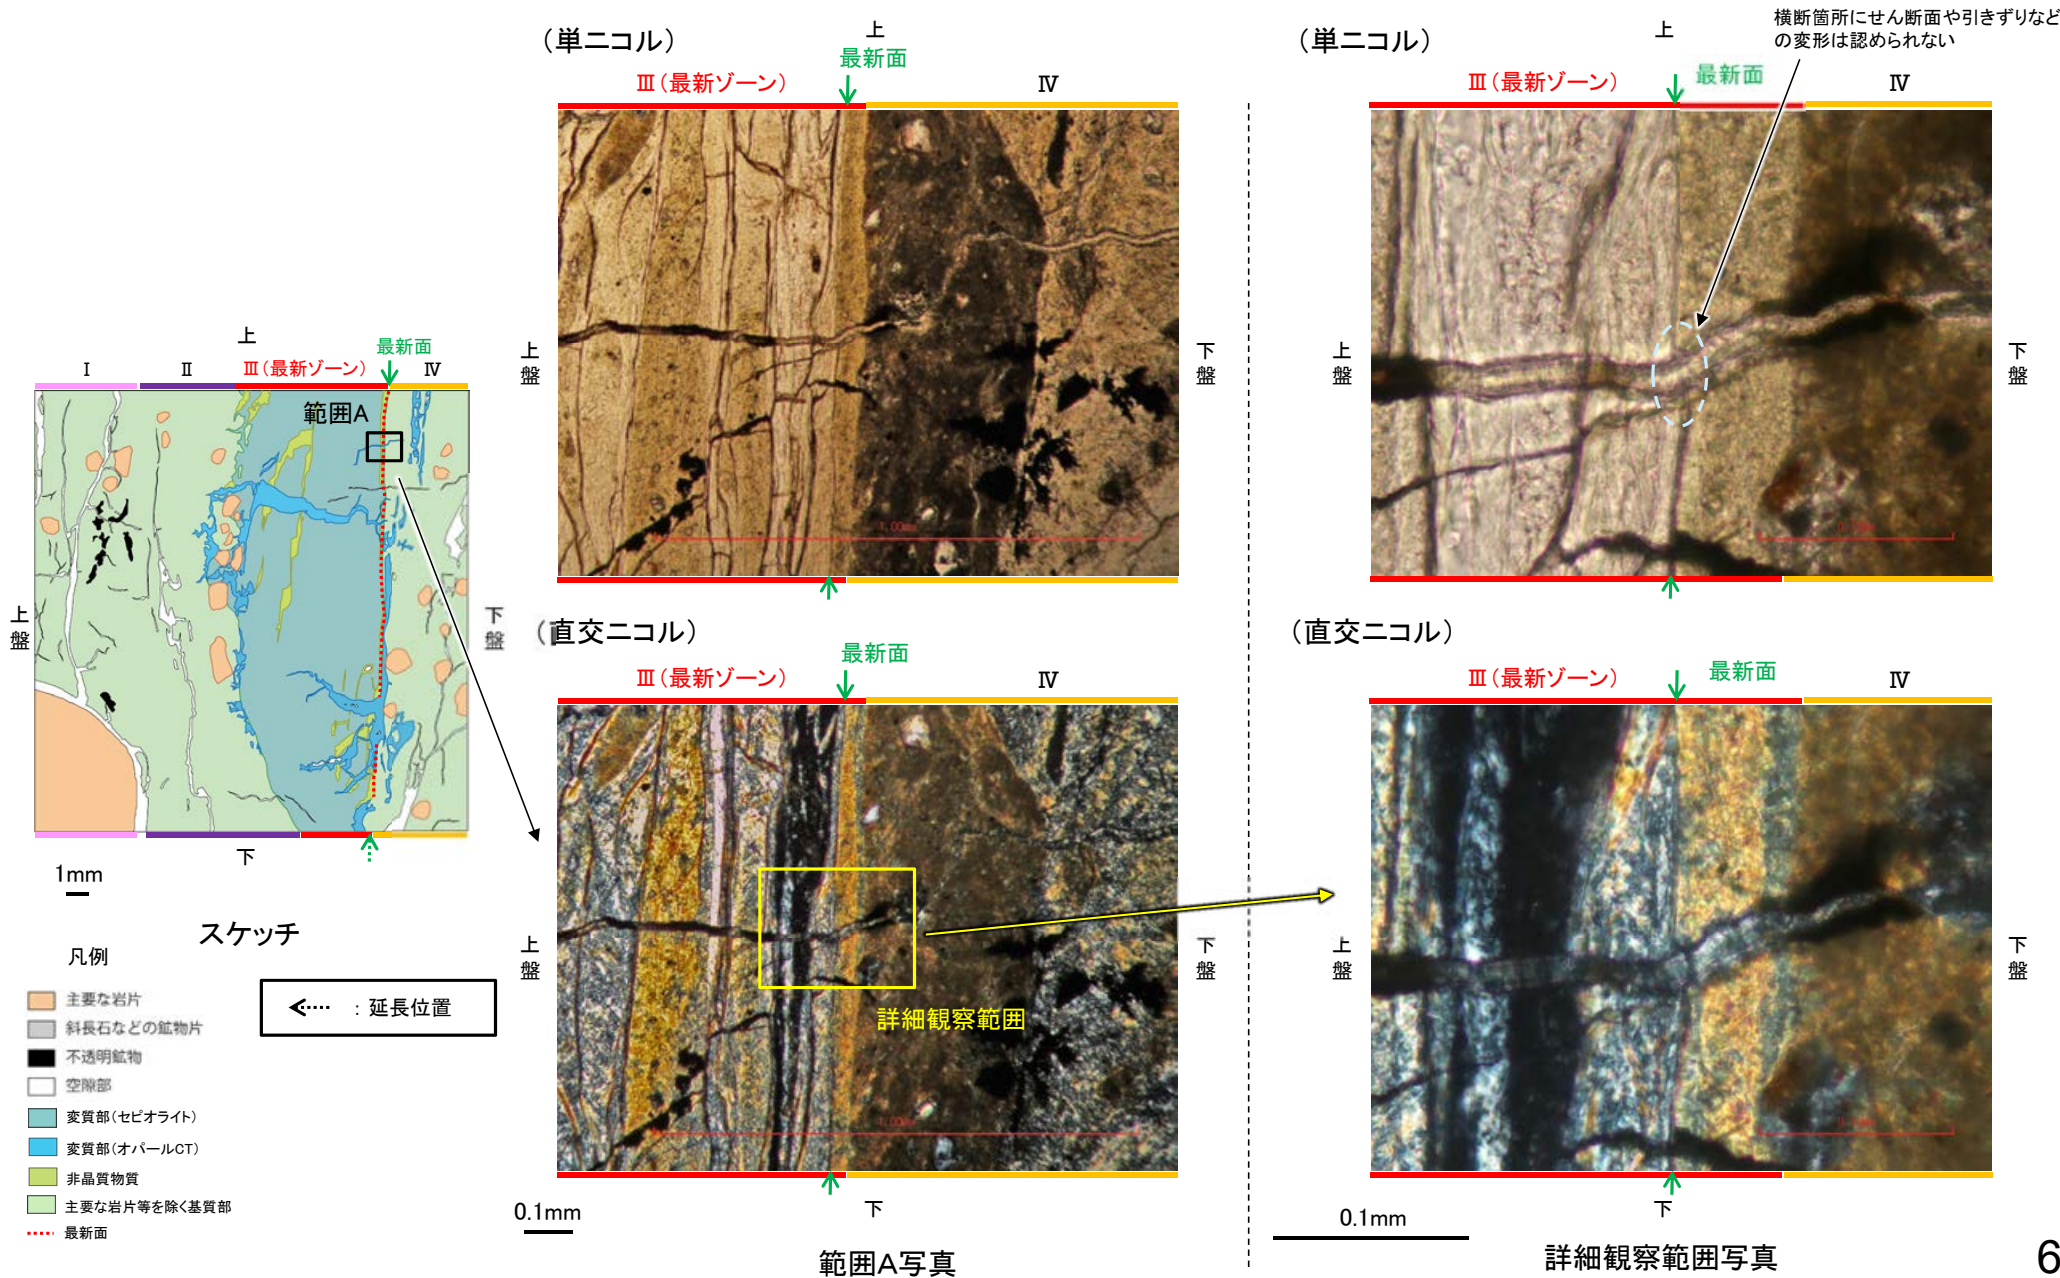 上
最新面
Ⅰ
Ⅱ
Ⅲ(最新ゾーン)
Ⅳ
範囲A
上盤
下盤
下
1mm
スケッチ
凡例
主要な岩片
斜長石などの鉱物片
不透明鉱物
空隙部
変質部(セピオライト)
変質部(オパールCT)
非晶質物質
主要な岩片等を除く基質部
最新面
:延長位置
(単ニコル)
上
最新面
Ⅲ(最新ゾーン)
Ⅳ
上盤
下盤
1.00mm
(直交ニコル)
最新面
Ⅲ(最新ゾーン)
Ⅳ
上盤
下盤
詳細観察範囲
1.00mm
下
0.1mm
範囲A写真
(単ニコル)
上
横断箇所にせん断面や引きずりなど
の変形は認められない
最新面
Ⅲ(最新ゾーン)
Ⅳ
上盤
下盤
(直交ニコル)
最新面
Ⅲ(最新ゾーン)
Ⅳ
上盤
下盤
下
0.1mm
詳細観察範囲写真
6